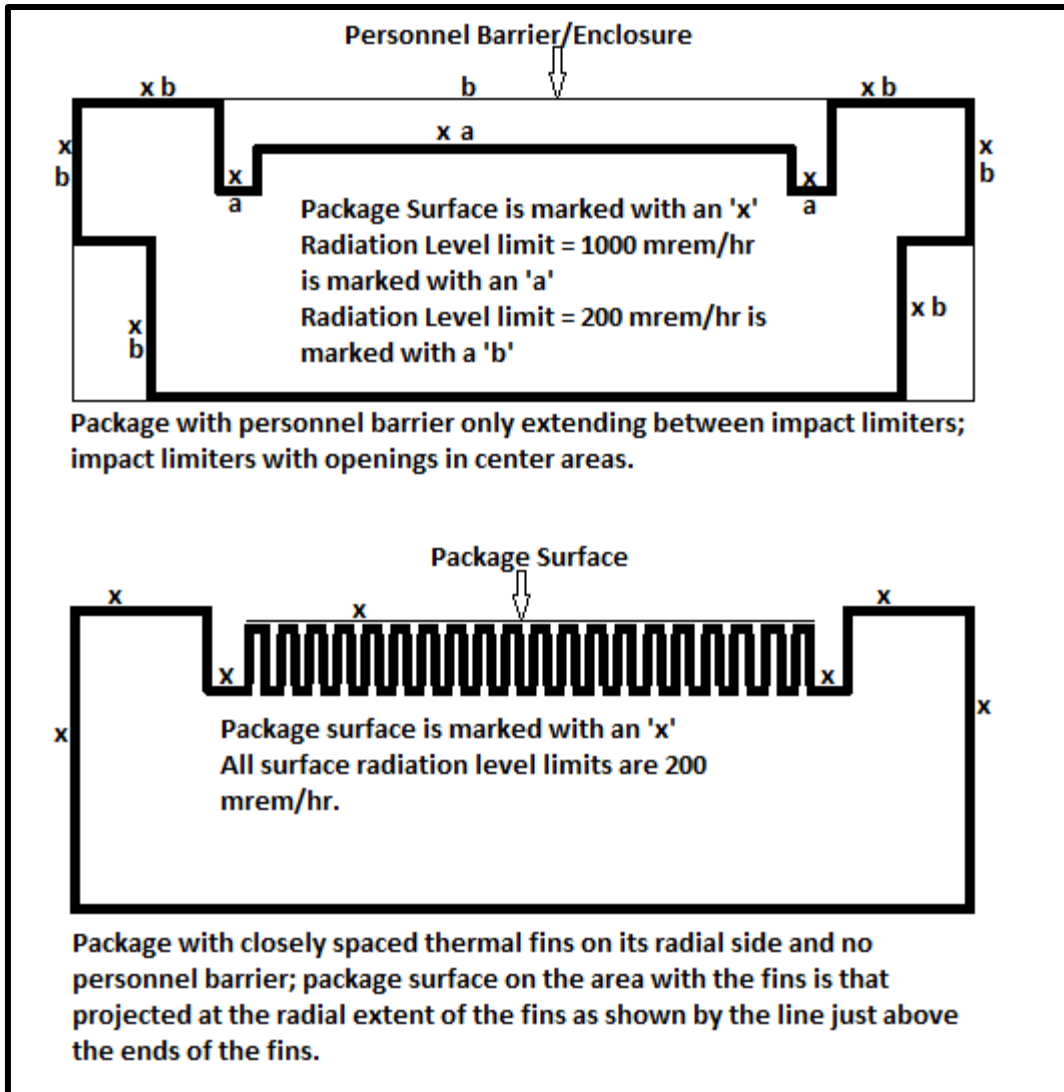 Personnel Barrier/Enclosure
x b
b
x b
x a
x
b
x
b
x
a
x
a
Package Surface is marked with an 'x'
Radiation Level limit = 1000 mrem/hr
is marked with an 'a'
Radiation Level limit = 200 mrem/hr is
marked with a 'b'
x
b
x b
Package with personnel barrier only extending between impact limiters;
impact limiters with openings in center areas.
Package Surface
x
x
x
x
x
x
x
Package surface is marked with an 'x'
All surface radiation level limits are 200
mrem/hr.
Package with closely spaced thermal fins on its radial side and no
personnel barrier; package surface on the area with the fins is that
projected at the radial extent of the fins as shown by the line just above
the ends of the fins.